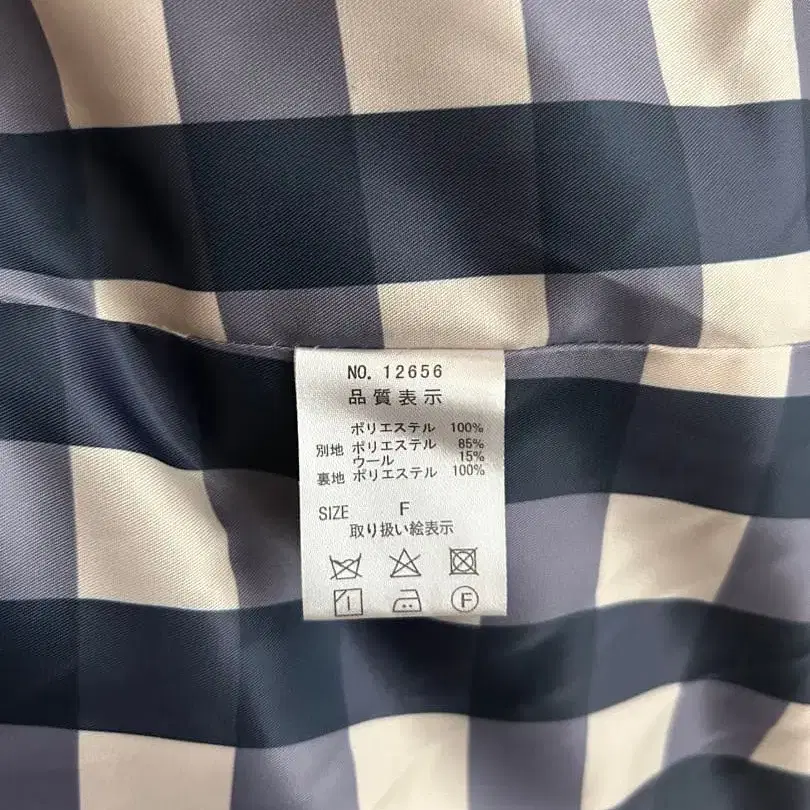 NO. 12656
品質表示
ポリエステル 100%
別地 ポリエステル 85%
ウール 15%
裏地 ポリエステル 100%
SIZE F
取り扱い絵表示
F